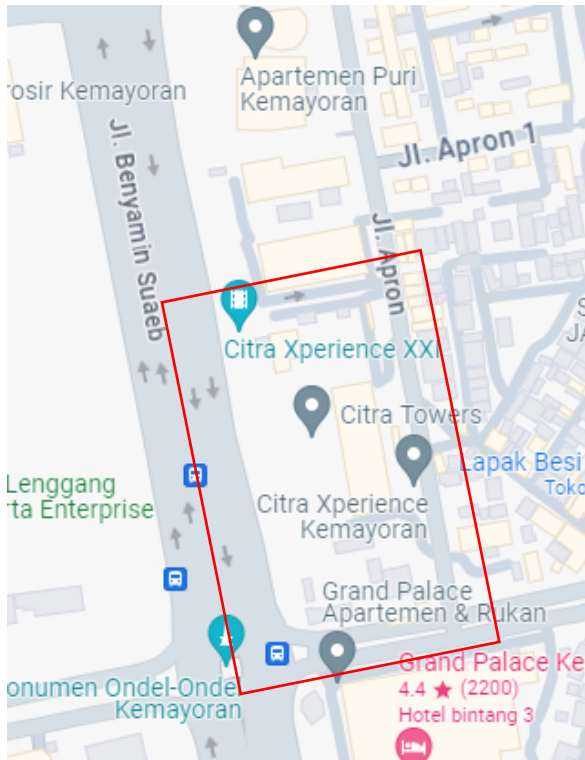 Apartemen Puri
Kemayoran
rosir Kemayoran
Jl. Apron 1
Jl. Benyamin Suaeb
Jl. Apron
S
JA
Citra Xperience XXI
Citra Towers
Lapak Besi
Toko
Lenggang
rta Enterprise
Citra Xperience
Kemayoran
Grand Palace
Apartemen & Rukan
Grand Palace Ke
4.4 ★ (2200)
Hotel bintang 3
onumen Ondel-Ondel
Kemayoran